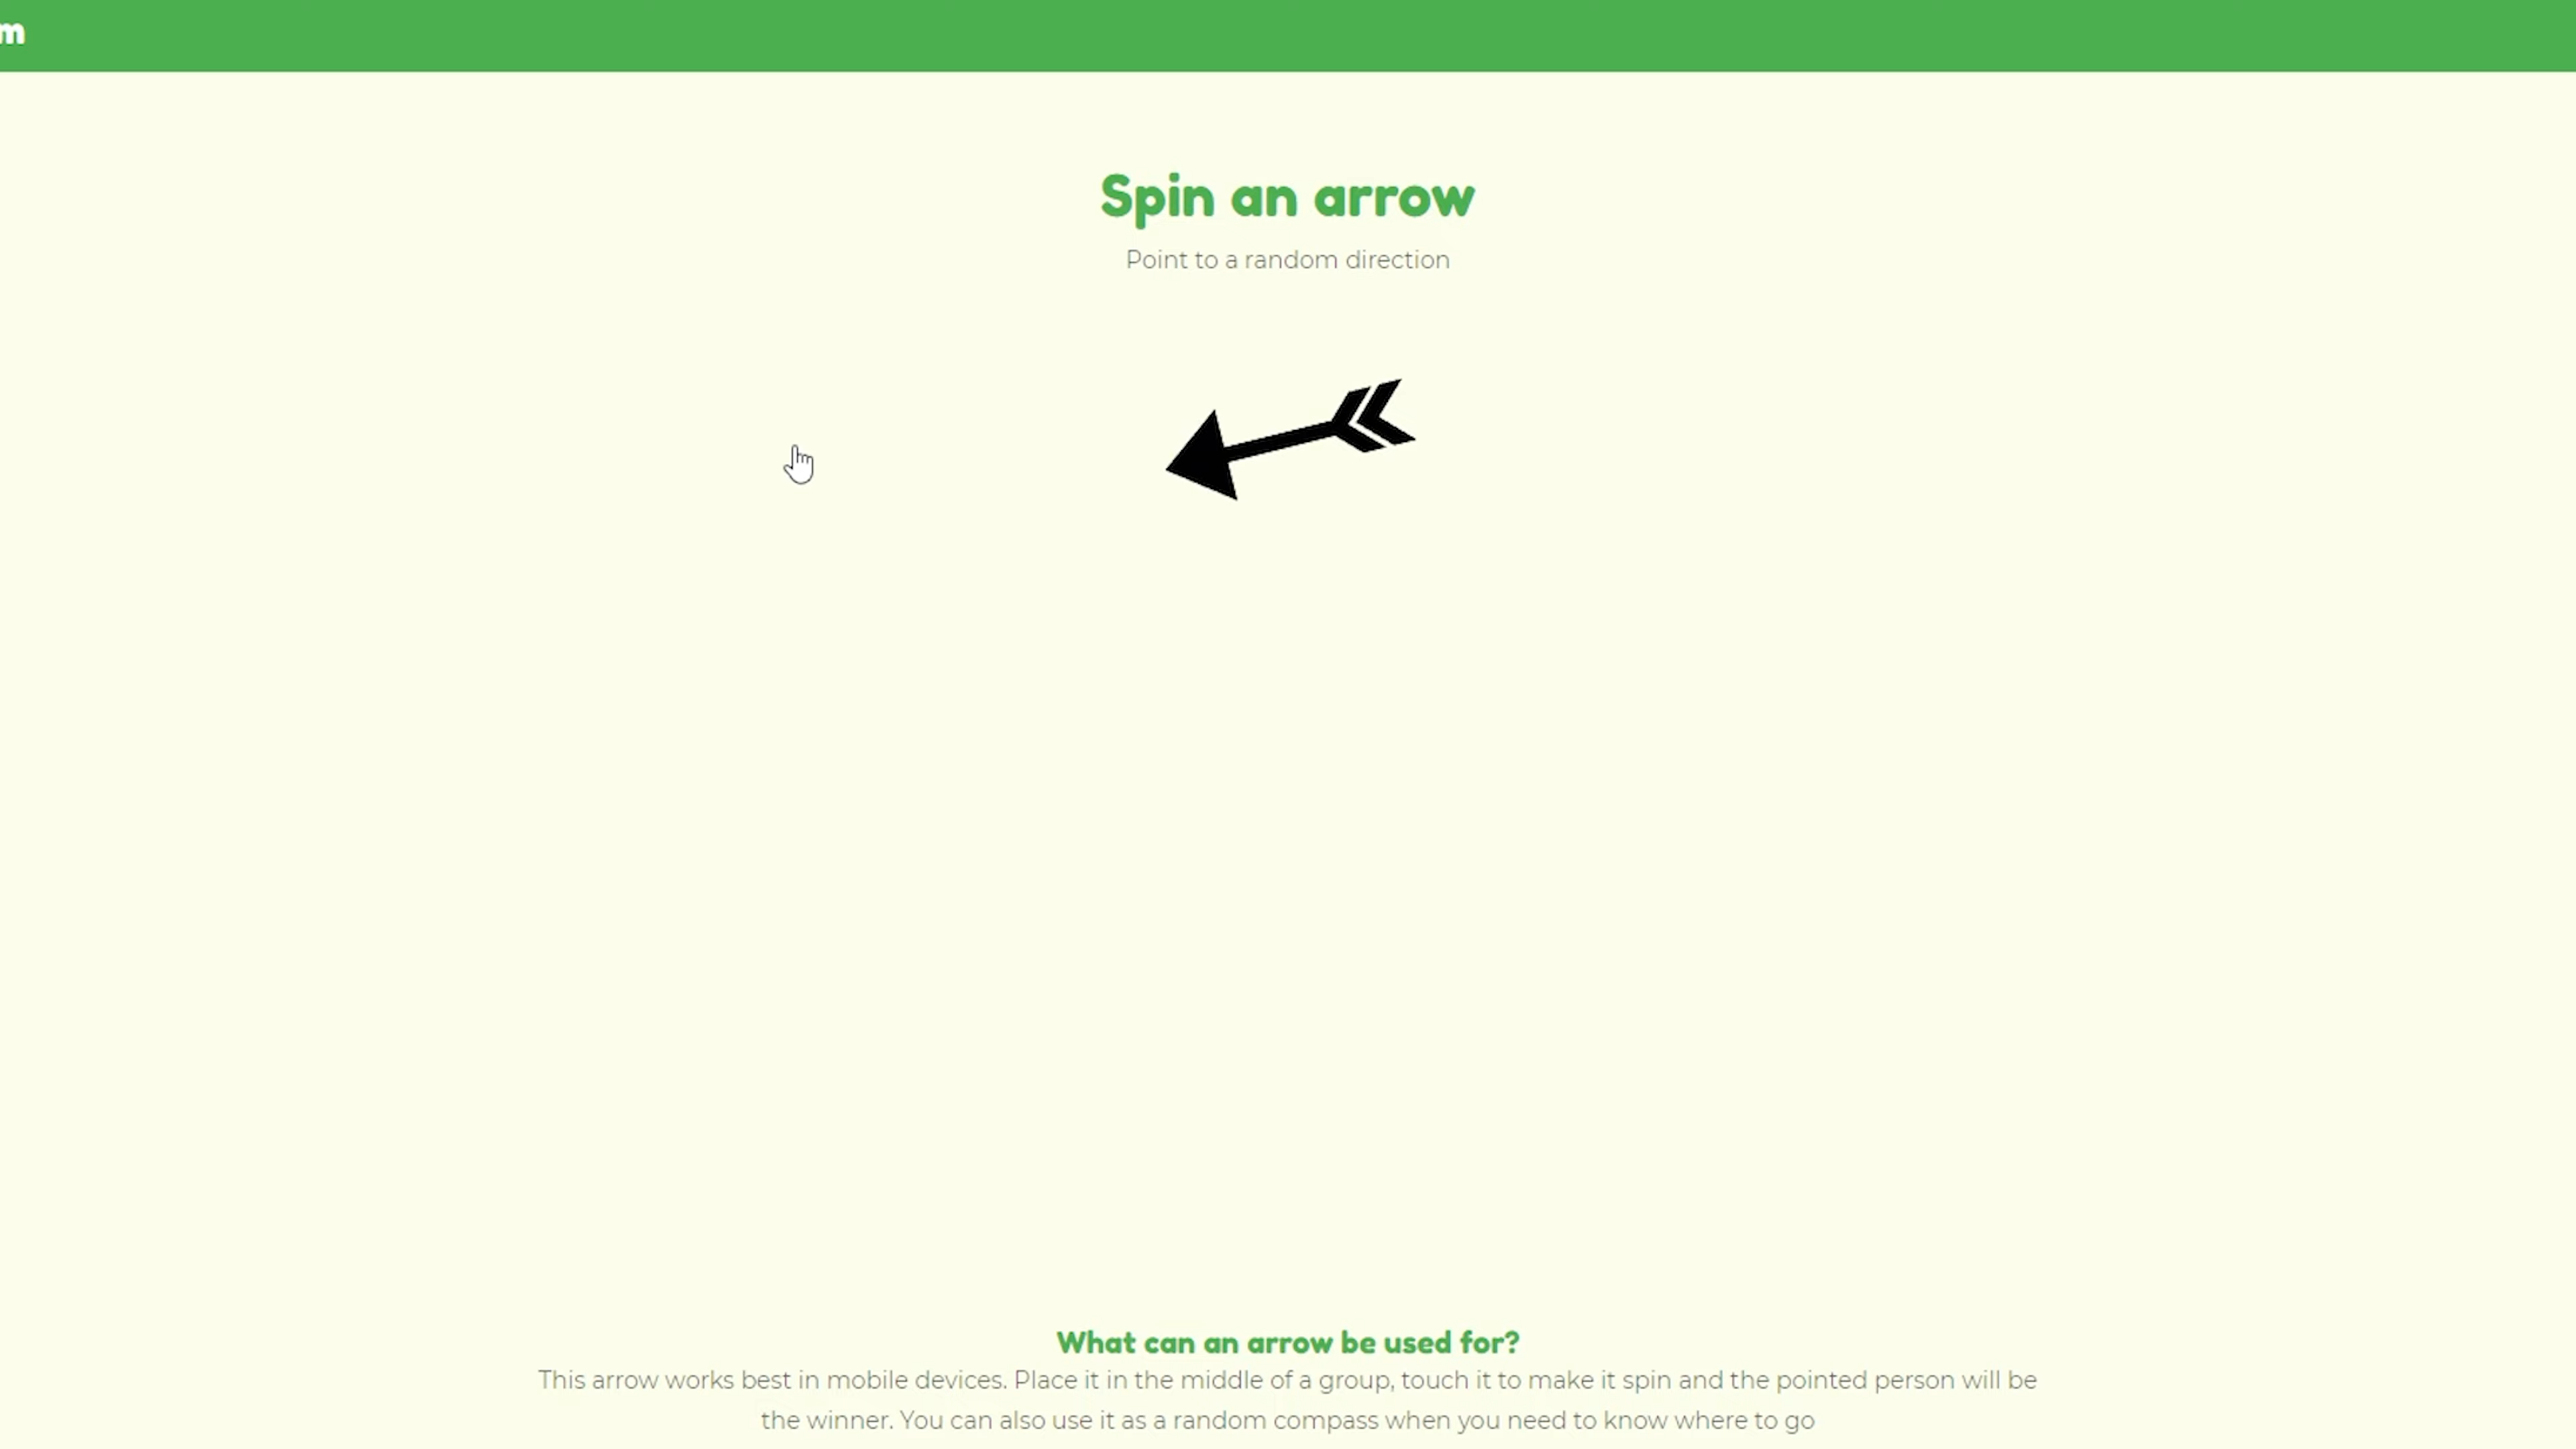 m
Spin an arrow
Point to a random direction
What can an arrow be used for?
This arrow works best in mobile devices. Place it in the middle of a group, touch it to make it spin and the pointed person will be
the winner. You can also use it as a random compass when you need to know where to go